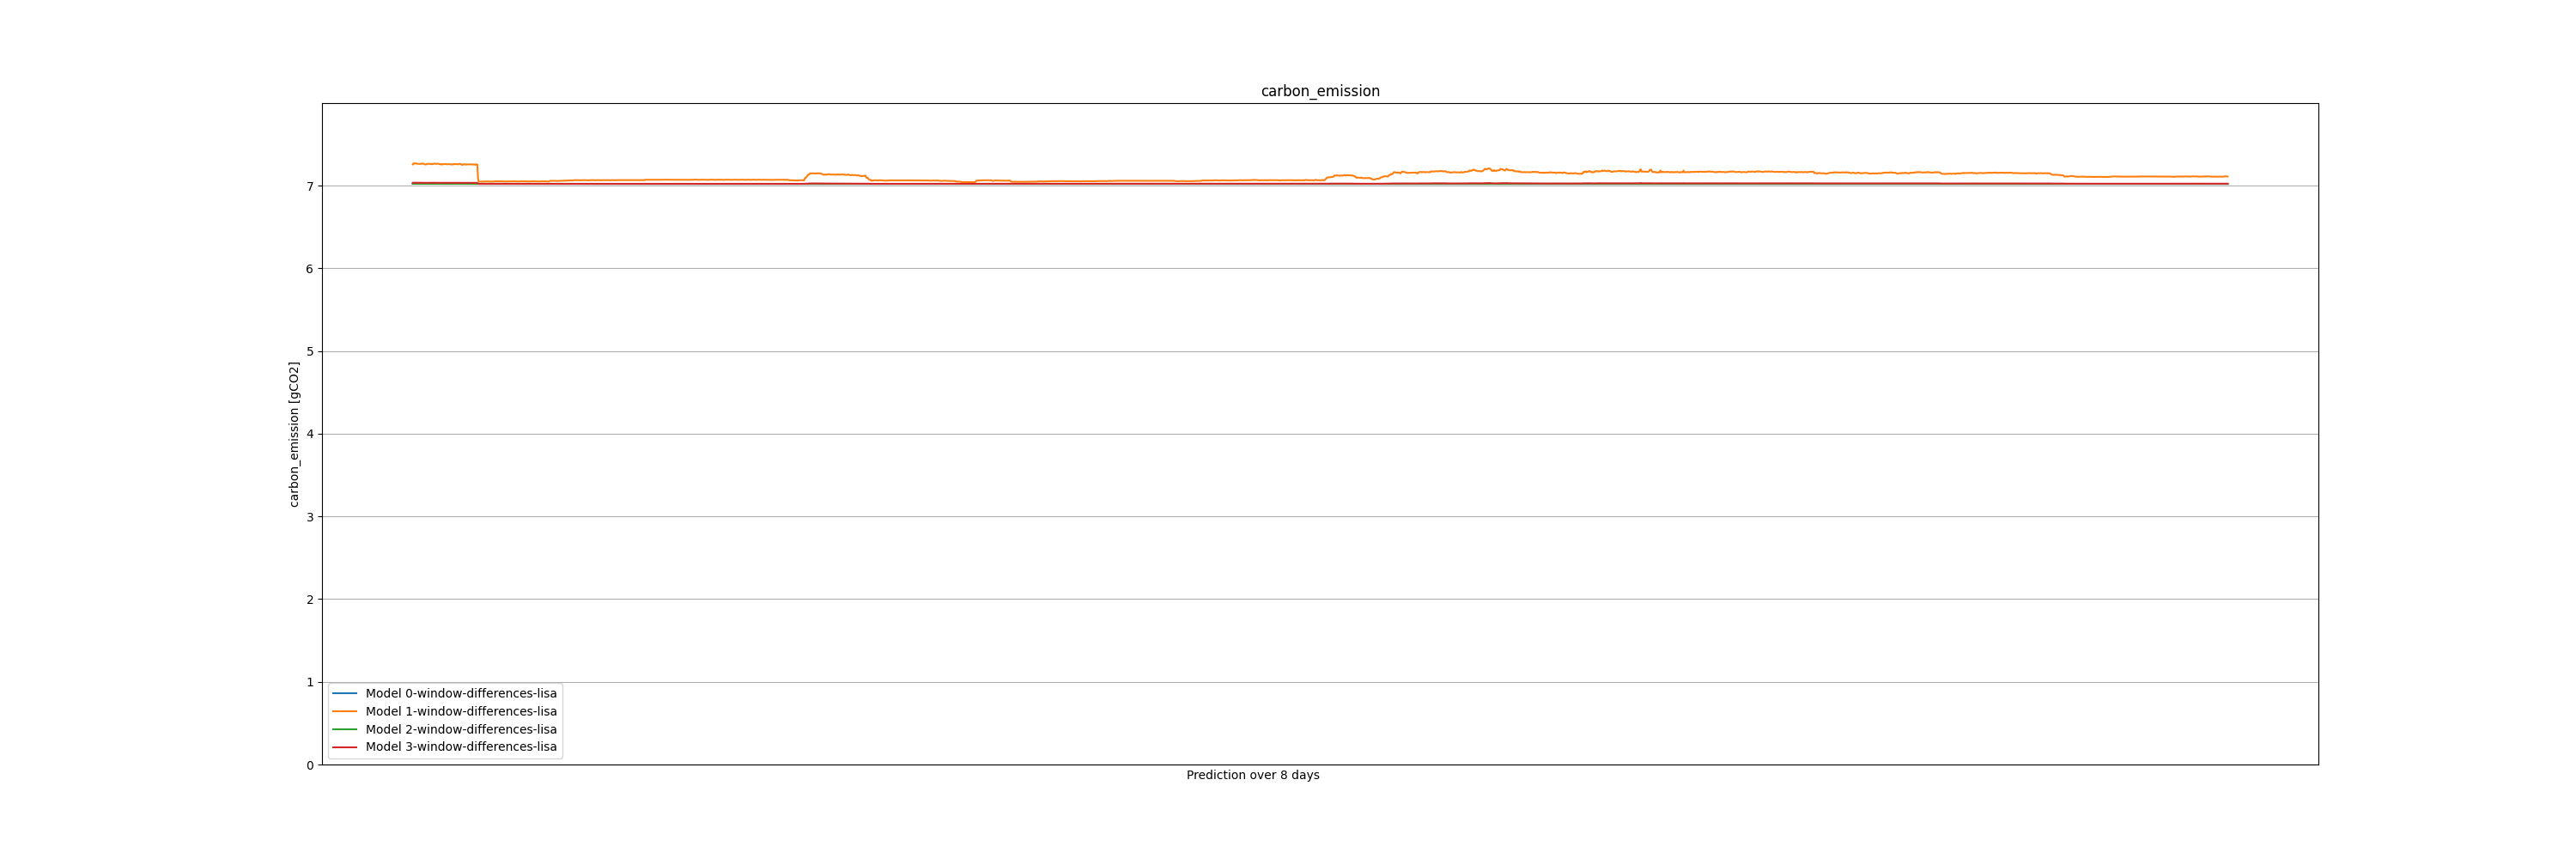 carbon_emission
carbon_emission [gCO2]
7
6
5
4
3
2
1
0
Model 0-window-differences-lisa
Model 1-window-differences-lisa
Model 2-window-differences-lisa
Model 3-window-differences-lisa
Prediction over 8 days